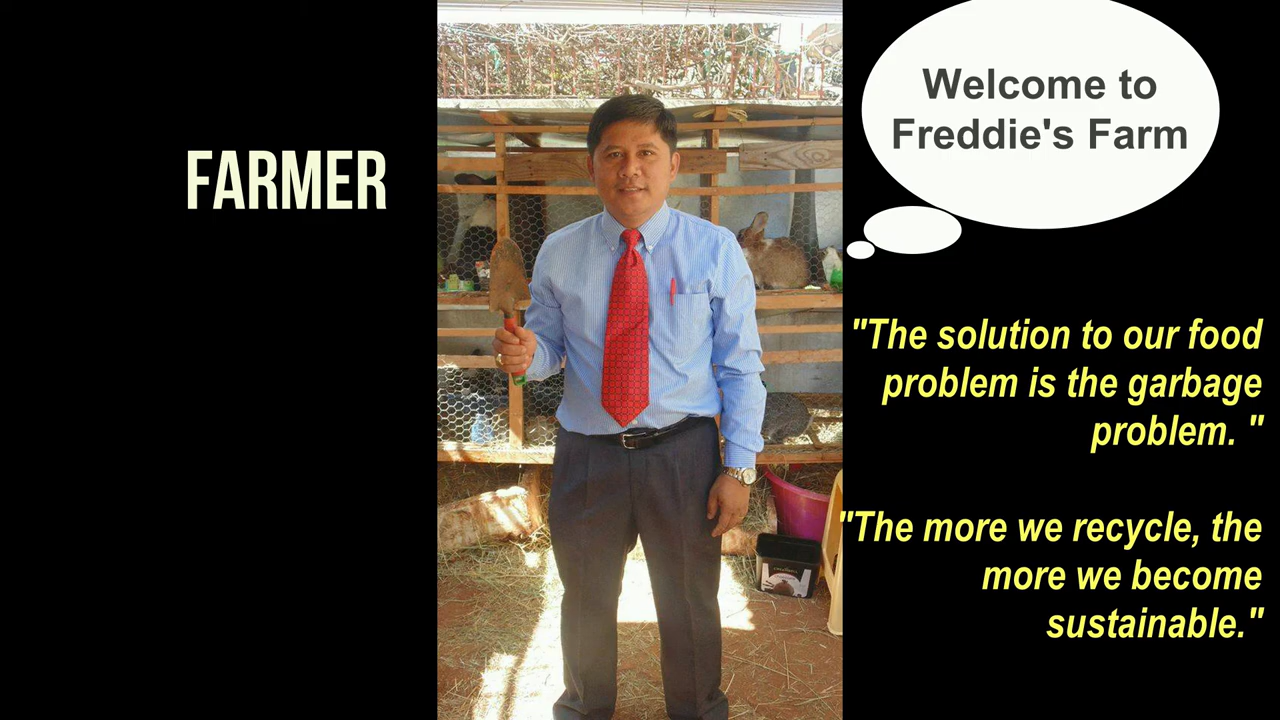 FARMER
Welcome to
Freddie's Farm
"The solution to our food
problem is the garbage
problem. "
"The more we recycle, the
more we become
sustainable."